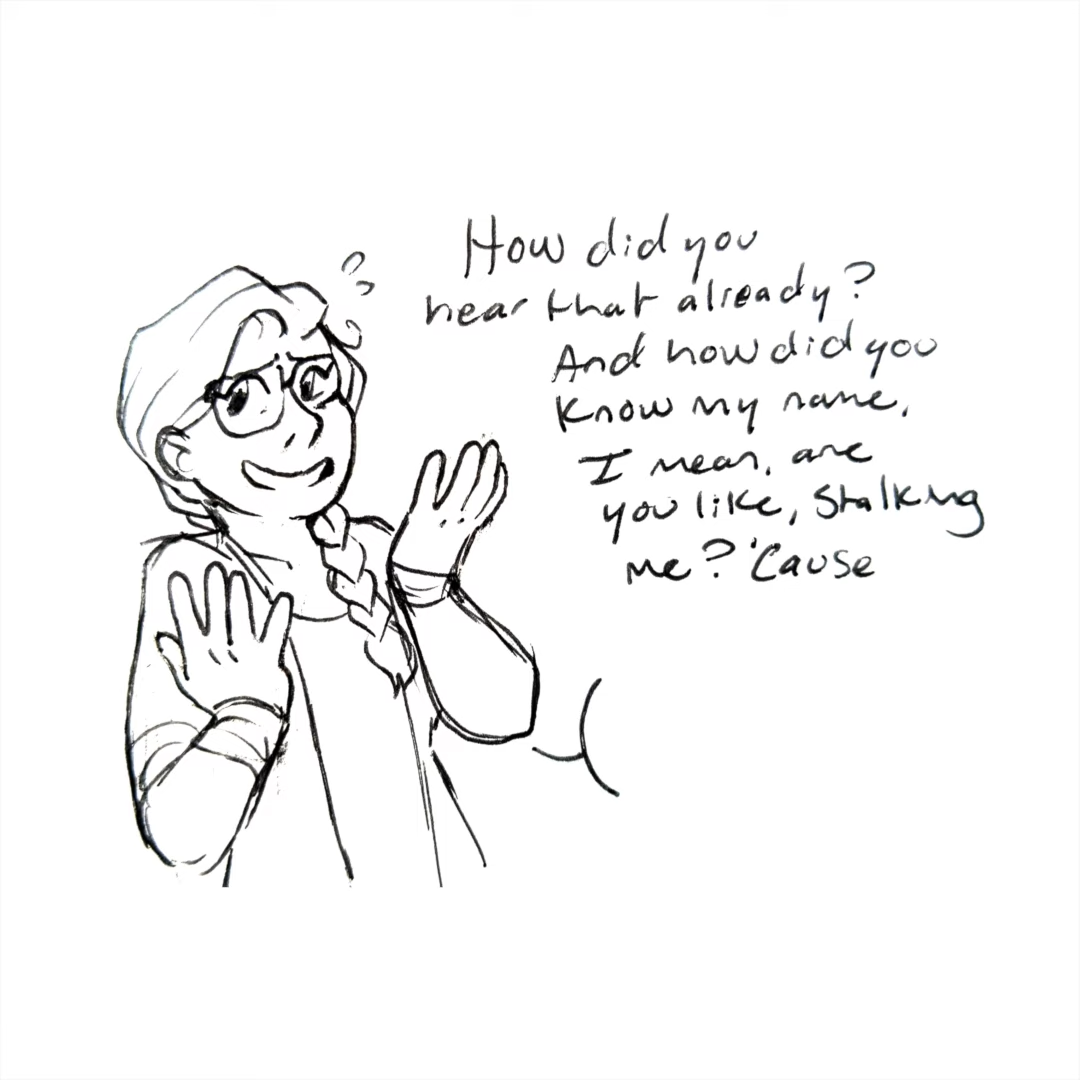 How did you
hear that already?
And how did you
know my name,
I mean, are
you like, stalking
me? 'Cause